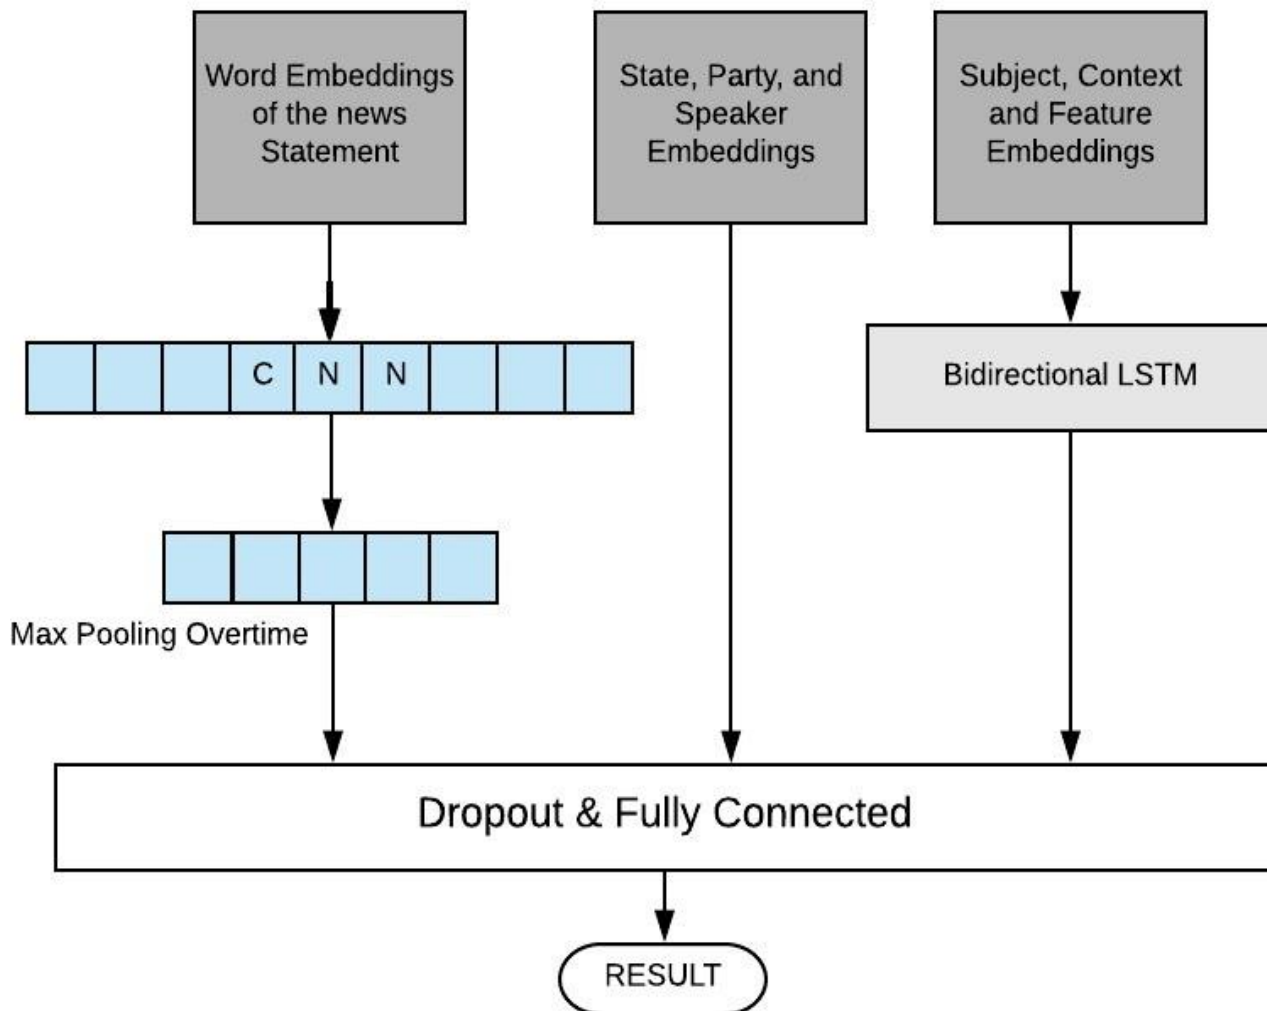 Word Embeddings
of the news
Statement
State, Party, and
Speaker
Embeddings
Subject, Context
and Feature
Embeddings
C N N
Bidirectional LSTM
Max Pooling Overtime
Dropout & Fully Connected
RESULT